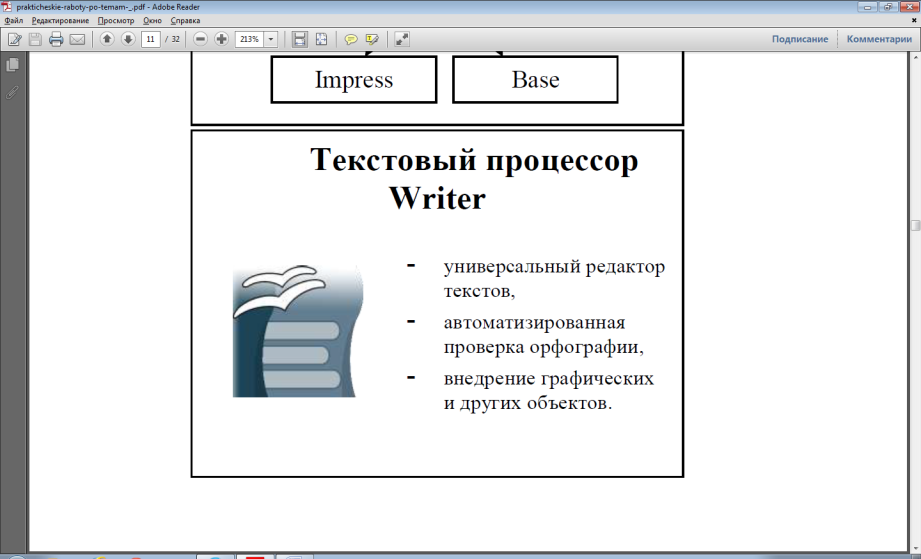 prakticheskie-raboty-po-temam-_.pdf - Adobe Reader
Файл Редактирование Просмотр Окно Справка
11 / 32 213% Подписание Комментарии
Impress Base
Текстовый процессор
Writer
- универсальный редактор
текстов,
- автоматизированная
проверка орфографии,
- внедрение графических
и других объектов.